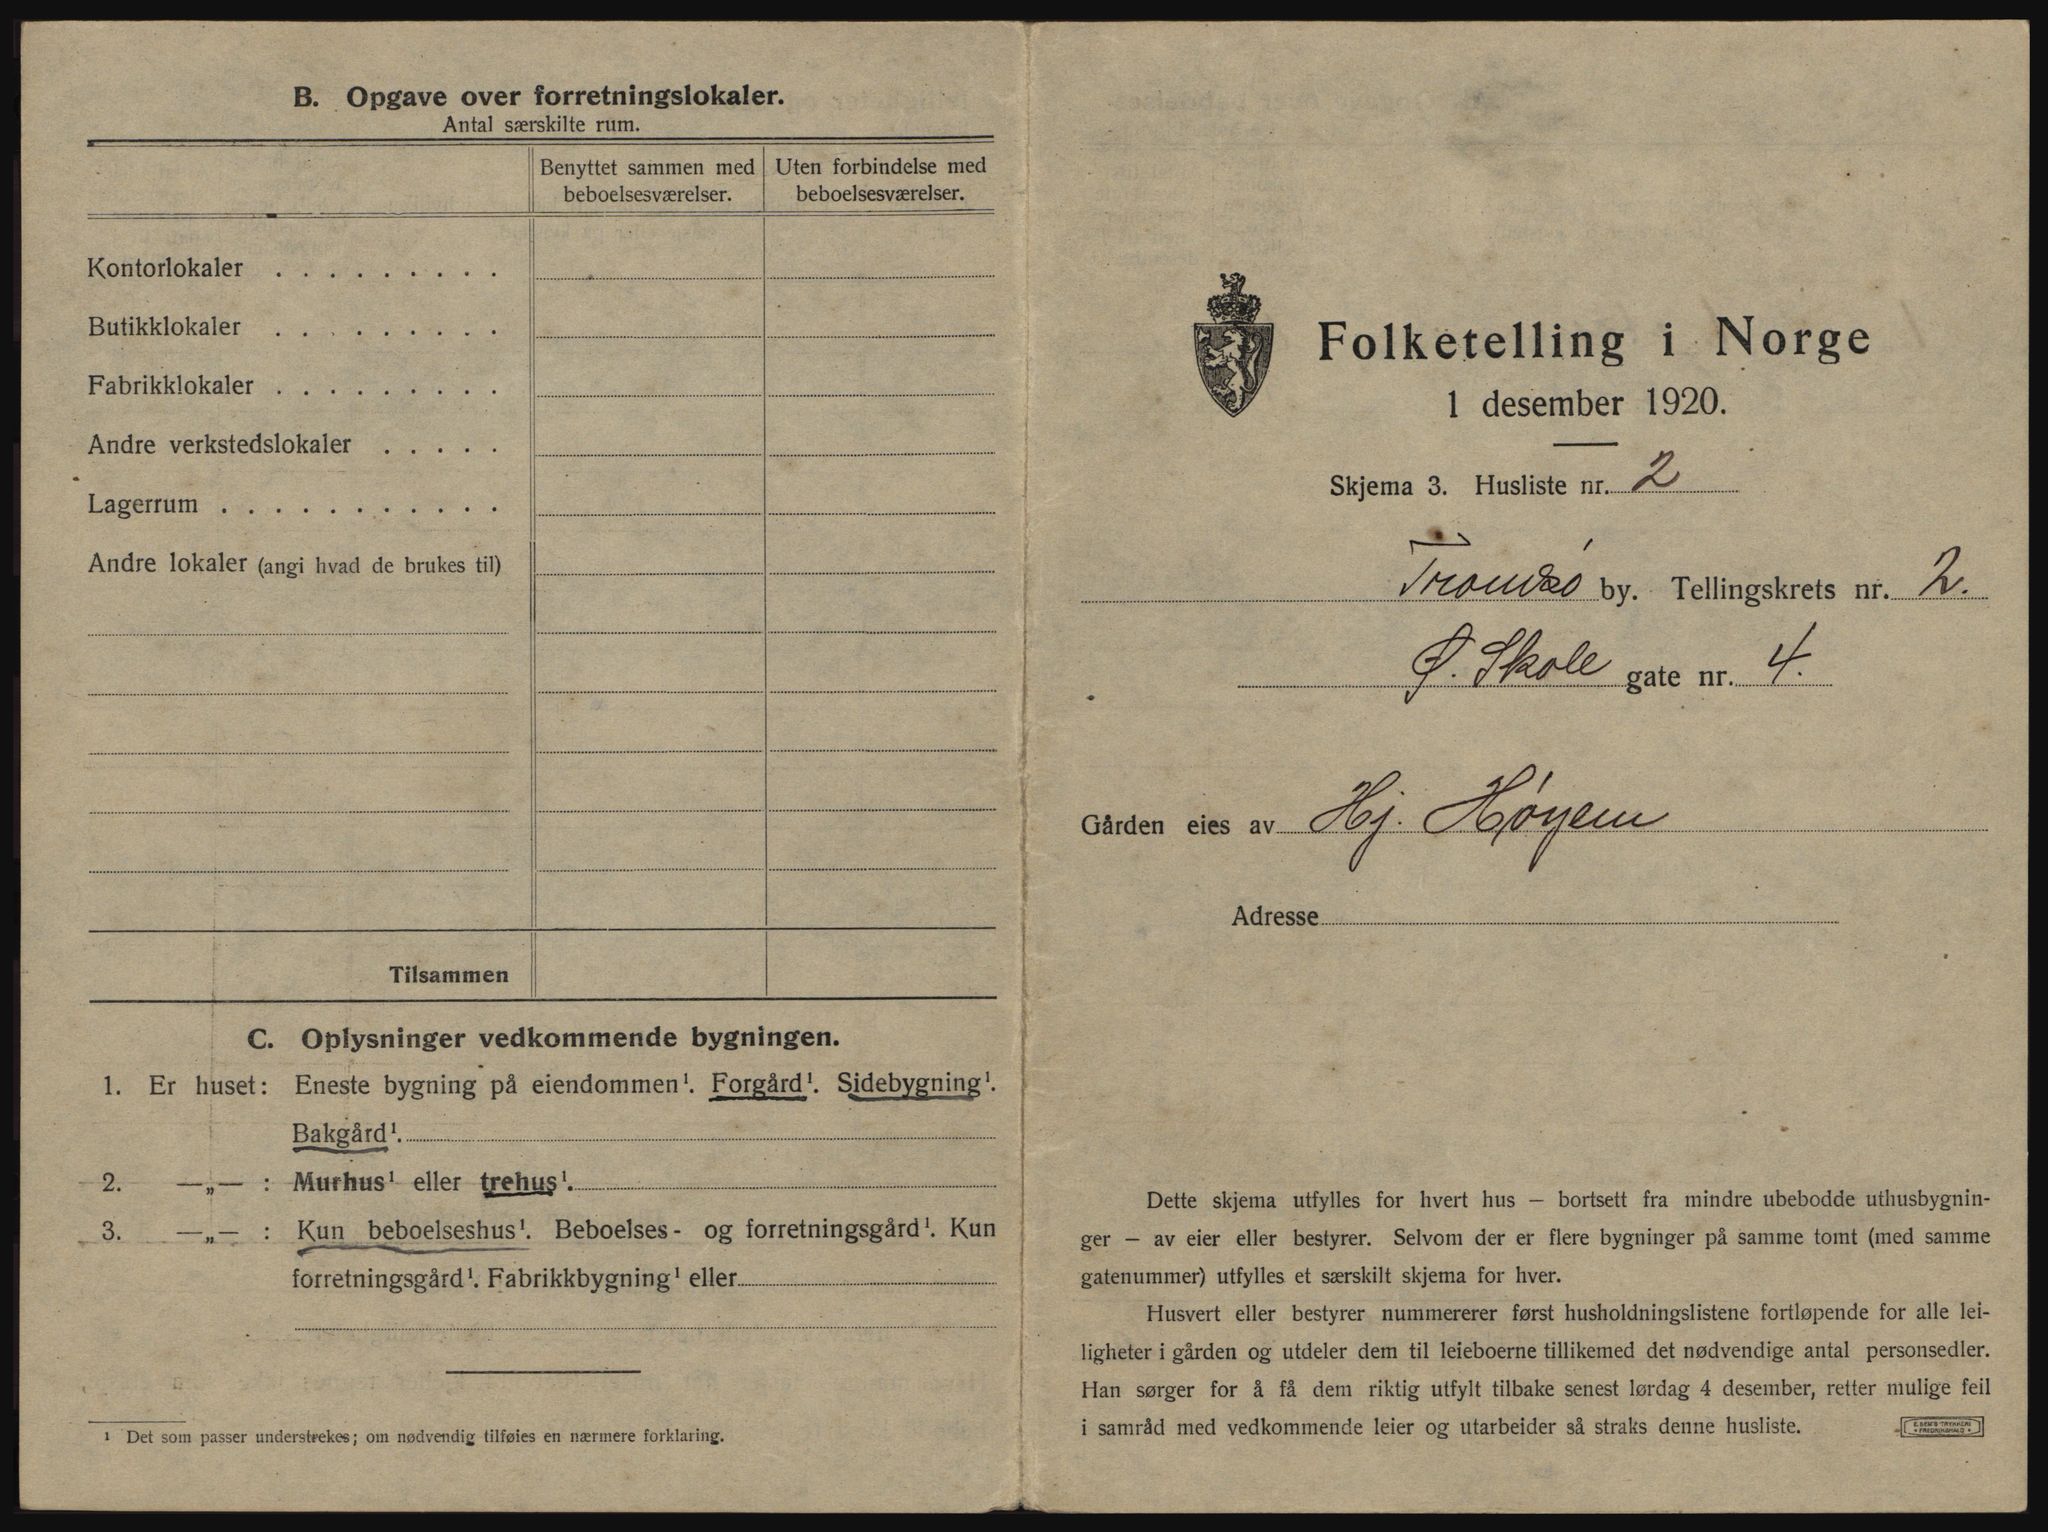 B. Opgave over forretningslokaler.
Antal særskilte rum.
Benyttet sammen med beboelsesværelser.
Uten forbindelse med beboelsesværelser.
Kontorlokaler . . . . . . . . .
Butikklokaler . . . . . . . . .
Fabrikklokaler . . . . . . . . .
Andre verkstedslokaler . . . . .
Lagerrum . . . . . . . . . . .
Andre lokaler (angi hvad de brukes til)
Tilsammen
C. Oplysninger vedkommende bygningen.
1. Er huset: Eneste bygning på eiendommen¹. Forgård¹. Sidebygning¹.
Bakgård¹.
2. —„— : Murhus¹ eller trehus¹.
3. —„— : Kun beboelseshus¹. Beboelses- og forretningsgård¹. Kun
forretningsgård¹. Fabrikkbygning¹ eller
¹ Det som passer understrekes; om nødvendig tilføies en nærmere forklaring.
Folketelling i Norge
1 desember 1920.
Skjema 3. Husliste nr. 2
Tromsø by. Tellingskrets nr. 2.
Ø. Skole gate nr. 4.
Gården eies av Hj. Høyem
Adresse
Dette skjema utfylles for hvert hus – bortsett fra mindre ubebodde uthusbygnin-
ger – av eier eller bestyrer. Selvom der er flere bygninger på samme tomt (med samme
gatenummer) utfylles et særskilt skjema for hver.
Husvert eller bestyrer nummererer først husholdningslistene fortløpende for alle lei-
ligheter i gården og utdeler dem til leieboerne tillikemed det nødvendige antal personsedler.
Han sørger for å få dem riktig utfylt tilbake senest lørdag 4 desember, retter mulige feil
i samråd med vedkommende leier og utarbeider så straks denne husliste.
E. SEM'S TRYKKERI
• FREDRIKSHALD •